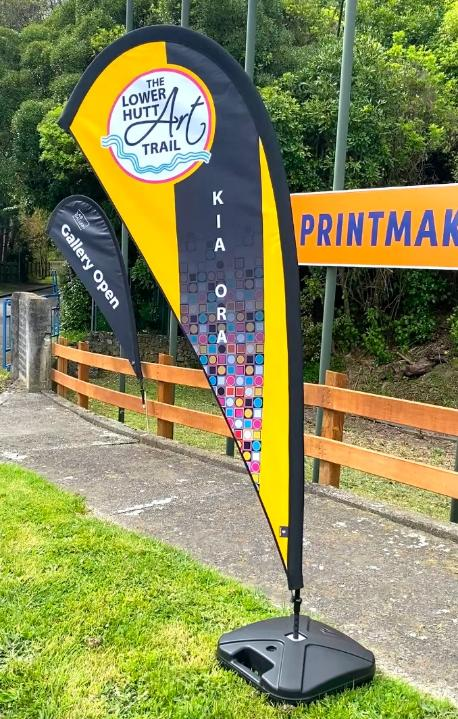 THE
LOWER
HUTT Art
TRAIL
KIA ORA
Gallery Open
PRINTMAK